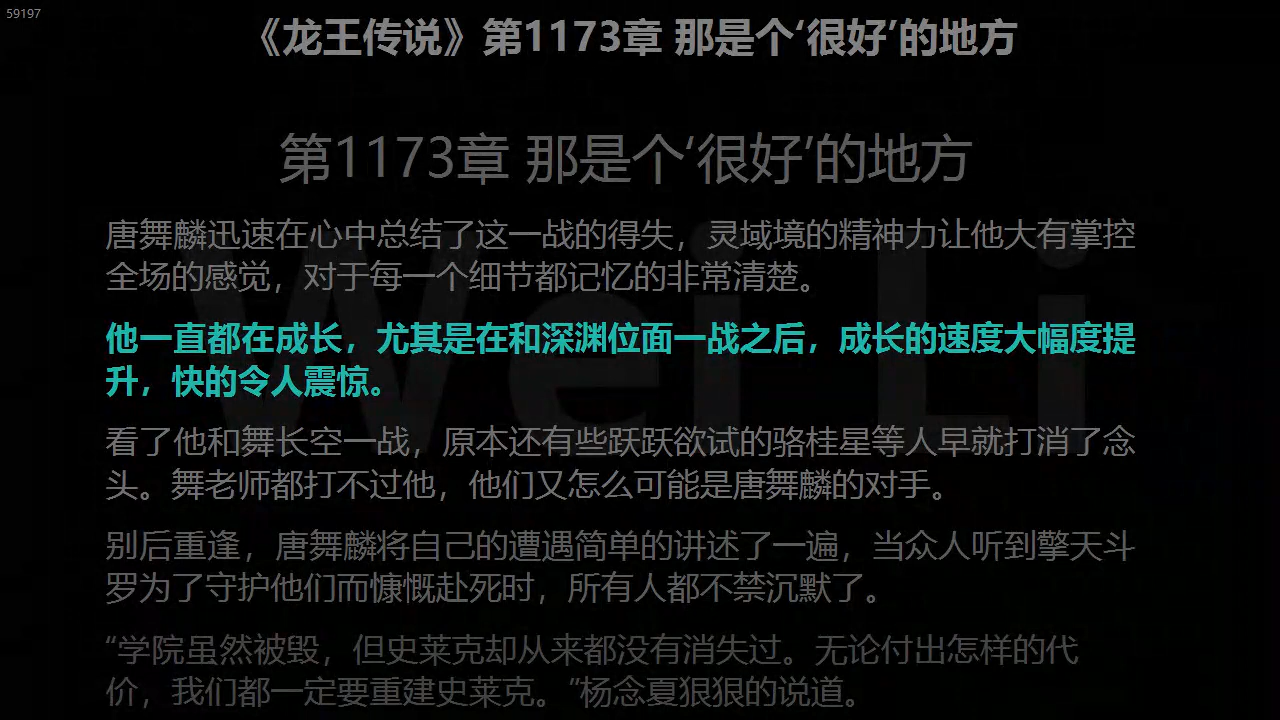 59197
《龙王传说》第1173章 那是个‘很好’的地方
第1173章 那是个‘很好’的地方
唐舞麟迅速在心中总结了这一战的得失，灵域境的精神力让他大有掌控
全场的感觉，对于每一个细节都记忆的非常清楚。
他一直都在成长，尤其是在和深渊位面一战之后，成长的速度大幅度提
升，快的令人震惊。
看了他和舞长空一战，原本还有些跃跃欲试的骆桂星等人早就打消了念
头。舞老师都打不过他，他们又怎么可能是唐舞麟的对手。
别后重逢，唐舞麟将自己的遭遇简单的讲述了一遍，当众人听到擎天斗
罗为了守护他们而慷慨赴死时，所有人都不禁沉默了。
“学院虽然被毁，但史莱克却从来都没有消失过。无论付出怎样的代
价，我们都一定要重建史莱克。”杨念夏狠狠的说道。
Wei Li